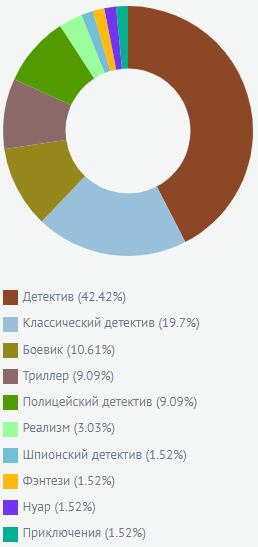 Детектив (42.42%)
Классический детектив (19.7%)
Боевик (10.61%)
Триллер (9.09%)
Полицейский детектив (9.09%)
Реализм (3.03%)
Шпионский детектив (1.52%)
Фэнтези (1.52%)
Нуар (1.52%)
Приключения (1.52%)